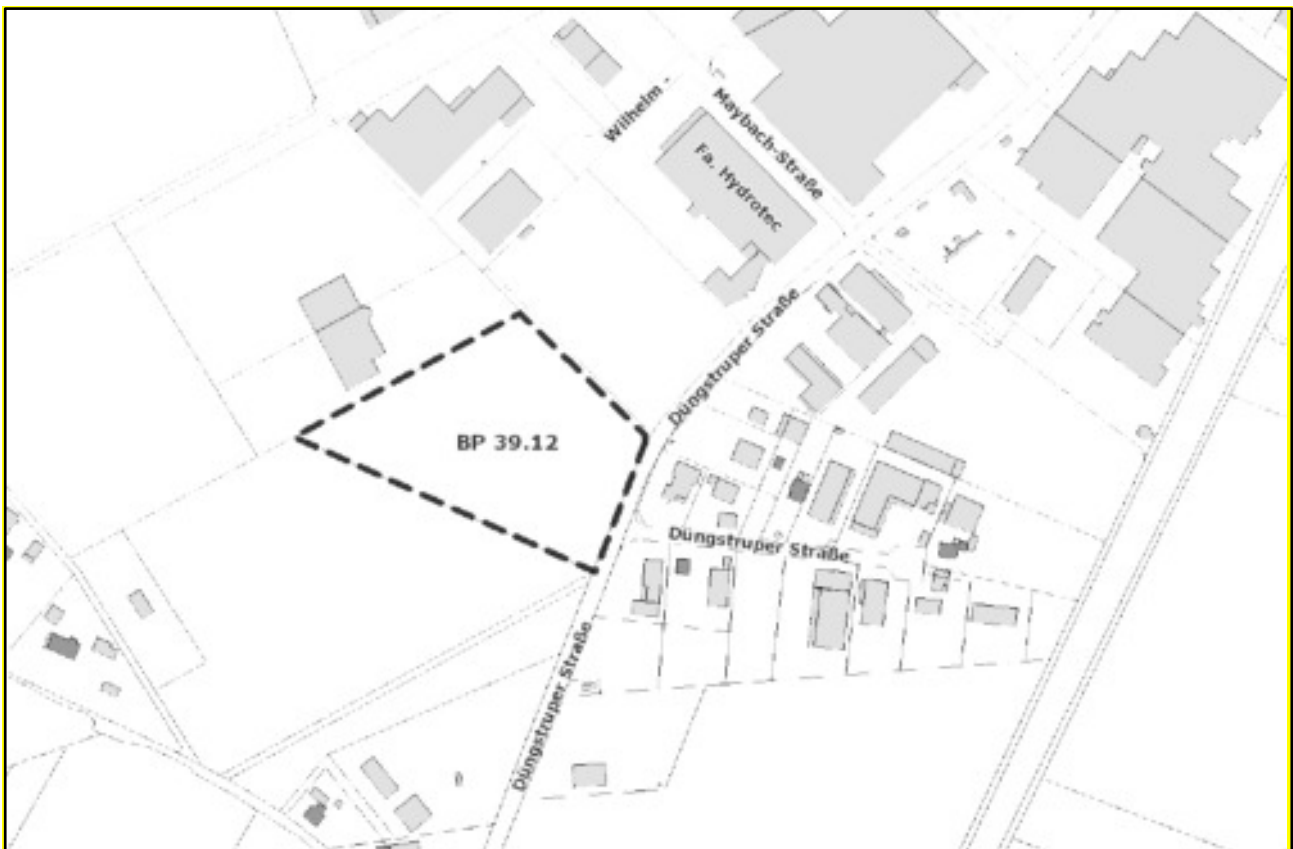 Wilhelm -
Maybach-Straße
Fa. Hydrotec
Düngstruper Straße
BP 39.12
Düngstruper Straße
Düngstruper Straße